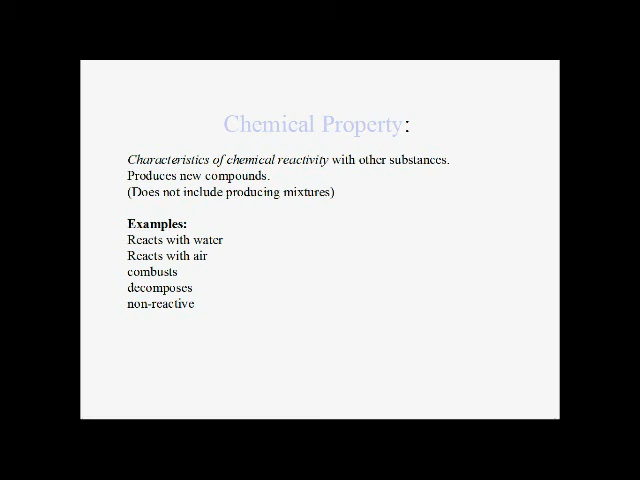 Chemical Property:
Characteristics of chemical reactivity with other substances.
Produces new compounds.
(Does not include producing mixtures)
Examples:
Reacts with water
Reacts with air
combusts
decomposes
non-reactive